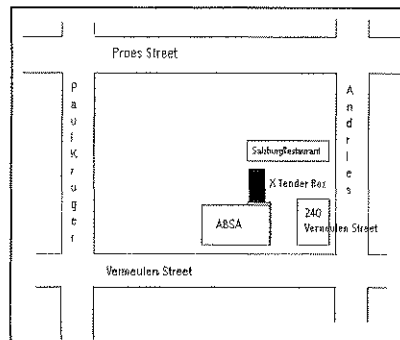 Proes Street
Paul Kruger
Andries
Salzburg Restaurant
X Tender Box
ABSA
240
Vermeulen Street
Vermeulen Street